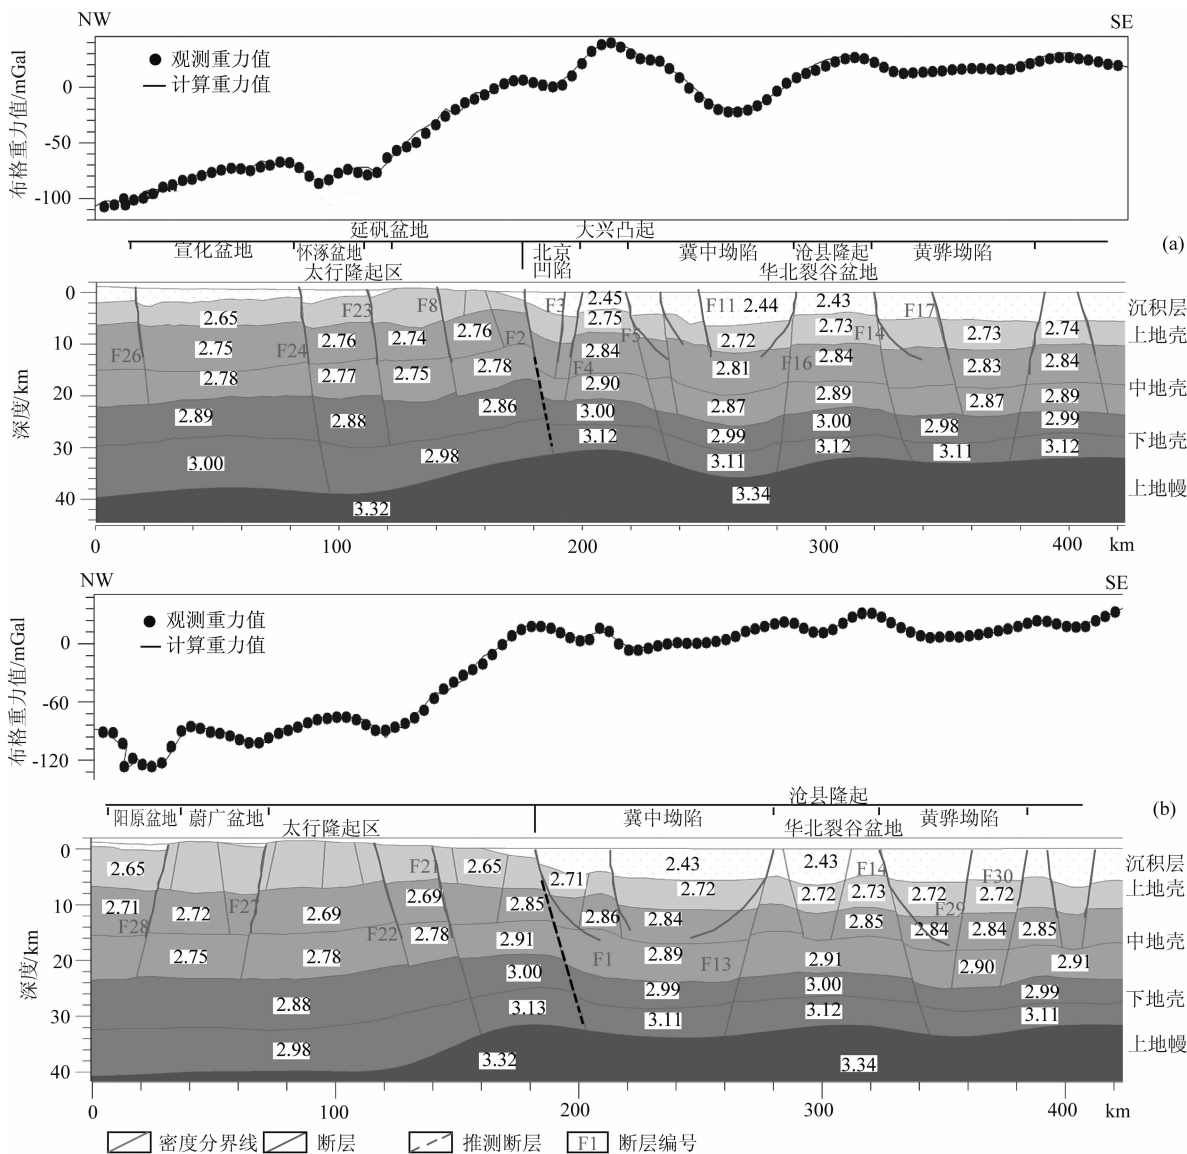 NW
SE
布格重力值/mGal
0
-50
-100
观测重力值
计算重力值
(a)
延矾盆地
大兴凸起
宣化盆地
怀涿盆地
北京凹陷
冀中坳陷
沧县隆起
黄骅坳陷
太行隆起区
华北裂谷盆地
深度/km
0
10
20
30
40
沉积层
上地壳
中地壳
下地壳
上地幔
F26
F24
F23
F8
F2
F3
F4
F5
F11
F16
F14
F17
2.45
2.44
2.43
2.65
2.75
2.76
2.74
2.76
2.72
2.73
2.73
2.74
2.75
2.78
2.84
2.81
2.84
2.83
2.84
2.78
2.77
2.75
2.90
2.87
2.89
2.87
2.89
2.89
2.88
2.86
3.00
2.99
3.00
2.98
2.99
3.00
2.98
3.12
3.11
3.12
3.11
3.12
3.32
3.34
0
100
200
300
400
km
NW
SE
布格重力值/mGal
0
-60
-120
观测重力值
计算重力值
(b)
沧县隆起
阳原盆地
蔚广盆地
冀中坳陷
黄骅坳陷
太行隆起区
华北裂谷盆地
深度/km
0
10
20
30
40
沉积层
上地壳
中地壳
下地壳
上地幔
F28
F27
F22
F21
F1
F13
F14
F29
F30
2.65
2.65
2.71
2.43
2.43
2.71
2.72
2.69
2.69
2.85
2.86
2.72
2.72
2.73
2.72
2.72
2.84
2.85
2.84
2.84
2.85
2.75
2.78
2.78
2.91
2.89
2.91
2.90
2.91
2.88
3.00
2.99
3.00
2.99
2.98
3.13
3.11
3.12
3.11
3.32
3.34
0
100
200
300
400
km
密度分界线
断层
推测断层
F1
断层编号